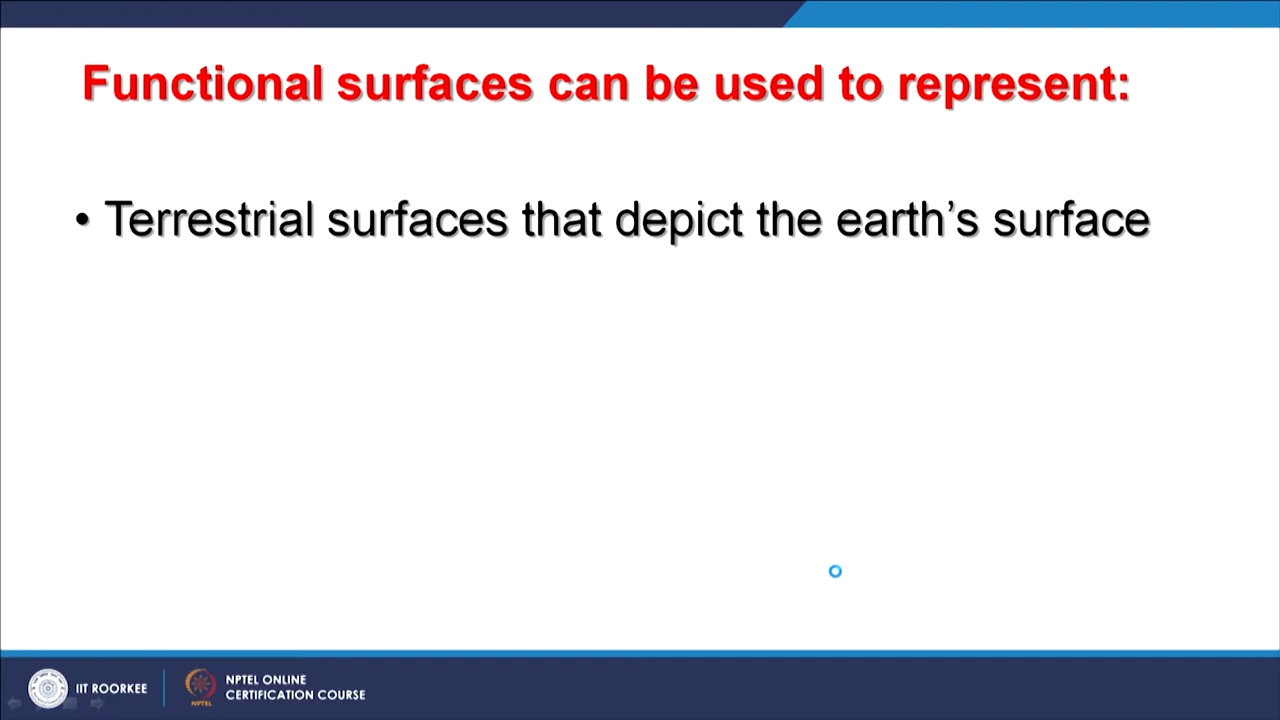 Functional surfaces can be used to represent:
• Terrestrial surfaces that depict the earth’s surface
IIT ROORKEE
NPTEL
NPTEL ONLINE
CERTIFICATION COURSE